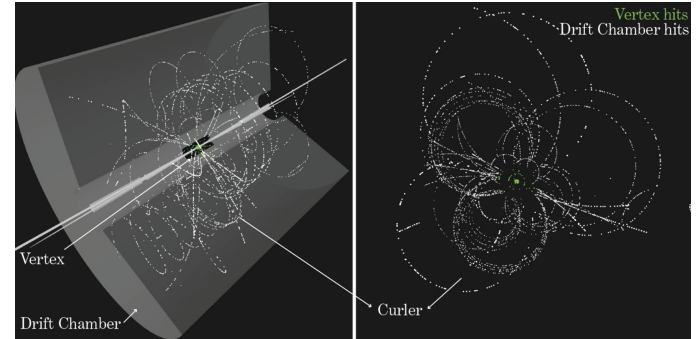 Vertex hits
Drift Chamber hits
Vertex
Drift Chamber
Curler